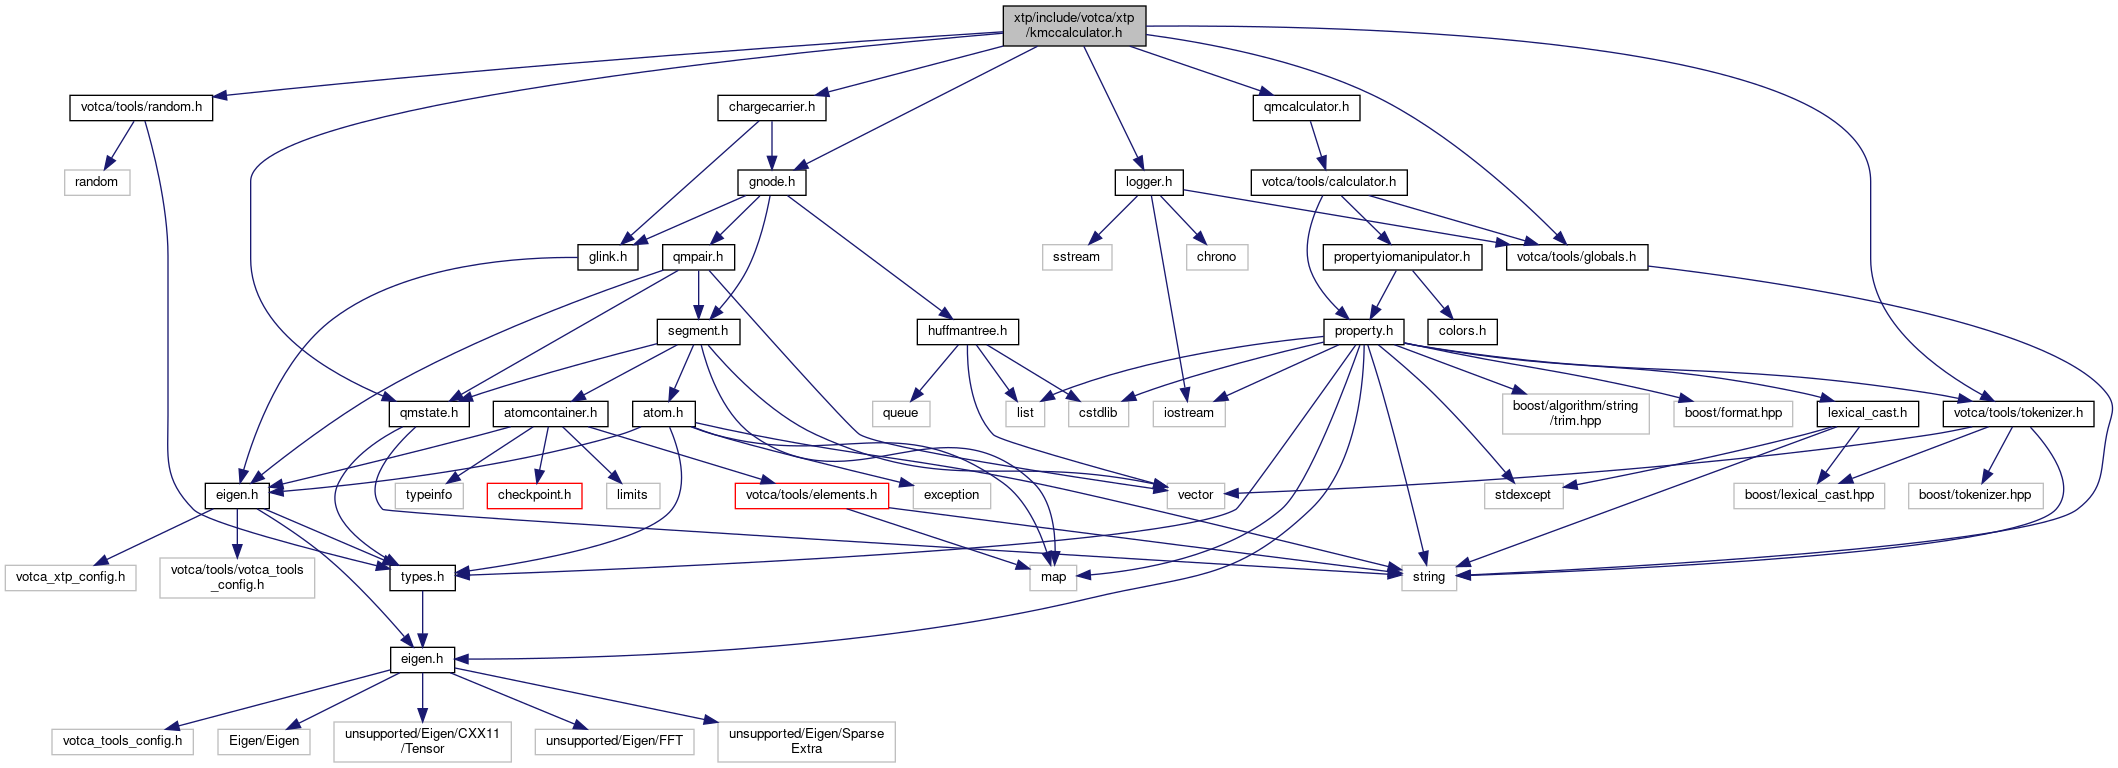 xtp/include/votca/xtp
/kmccalculator.h
votca/tools/random.h
chargecarrier.h
qmcalculator.h
random
gnode.h
logger.h
votca/tools/calculator.h
glink.h
qmpair.h
sstream
chrono
propertyiomanipulator.h
votca/tools/globals.h
segment.h
huffmantree.h
property.h
colors.h
qmstate.h
atomcontainer.h
atom.h
queue
list
cstdlib
iostream
boost/algorithm/string
/trim.hpp
boost/format.hpp
lexical_cast.h
votca/tools/tokenizer.h
eigen.h
typeinfo
checkpoint.h
limits
votca/tools/elements.h
exception
vector
stdexcept
boost/lexical_cast.hpp
boost/tokenizer.hpp
votca_xtp_config.h
votca/tools/votca_tools
_config.h
types.h
map
string
eigen.h
votca_tools_config.h
Eigen/Eigen
unsupported/Eigen/CXX11
/Tensor
unsupported/Eigen/FFT
unsupported/Eigen/Sparse
Extra